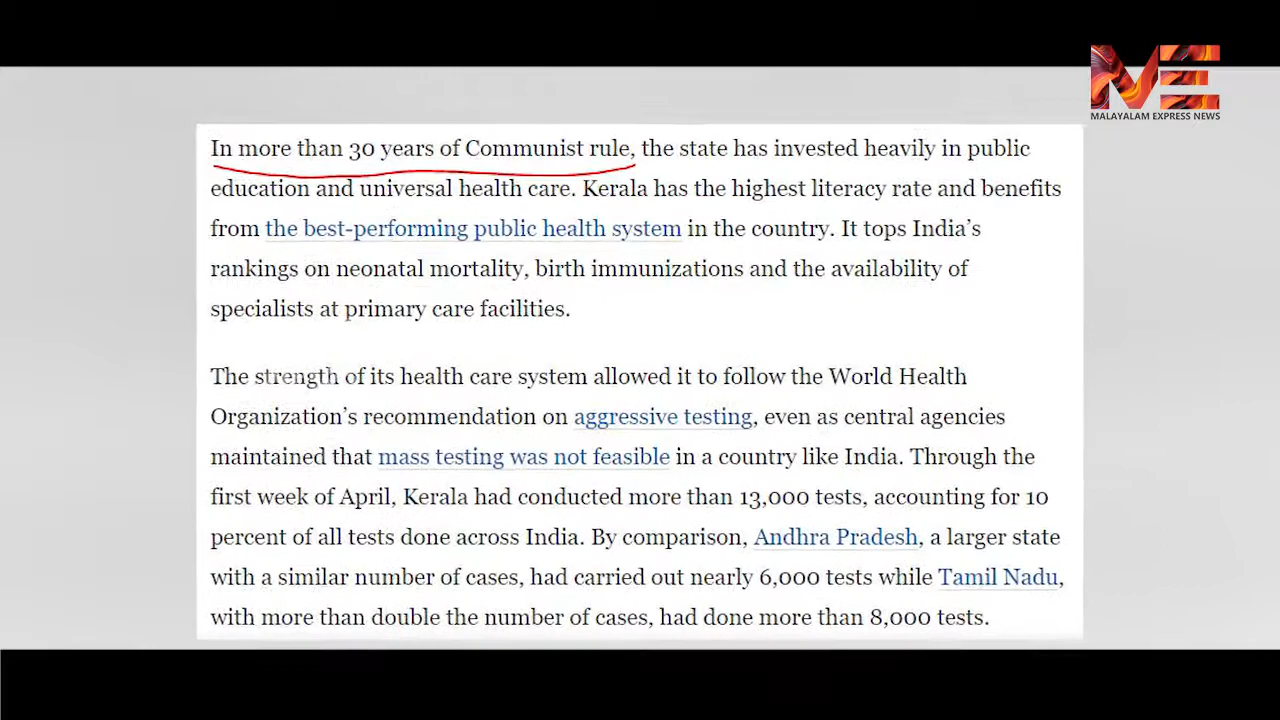 ME
MALAYALAM EXPRESS NEWS
In more than 30 years of Communist rule, the state has invested heavily in public
education and universal health care. Kerala has the highest literacy rate and benefits
from the best-performing public health system in the country. It tops India’s
rankings on neonatal mortality, birth immunizations and the availability of
specialists at primary care facilities.
The strength of its health care system allowed it to follow the World Health
Organization’s recommendation on aggressive testing, even as central agencies
maintained that mass testing was not feasible in a country like India. Through the
first week of April, Kerala had conducted more than 13,000 tests, accounting for 10
percent of all tests done across India. By comparison, Andhra Pradesh, a larger state
with a similar number of cases, had carried out nearly 6,000 tests while Tamil Nadu,
with more than double the number of cases, had done more than 8,000 tests.